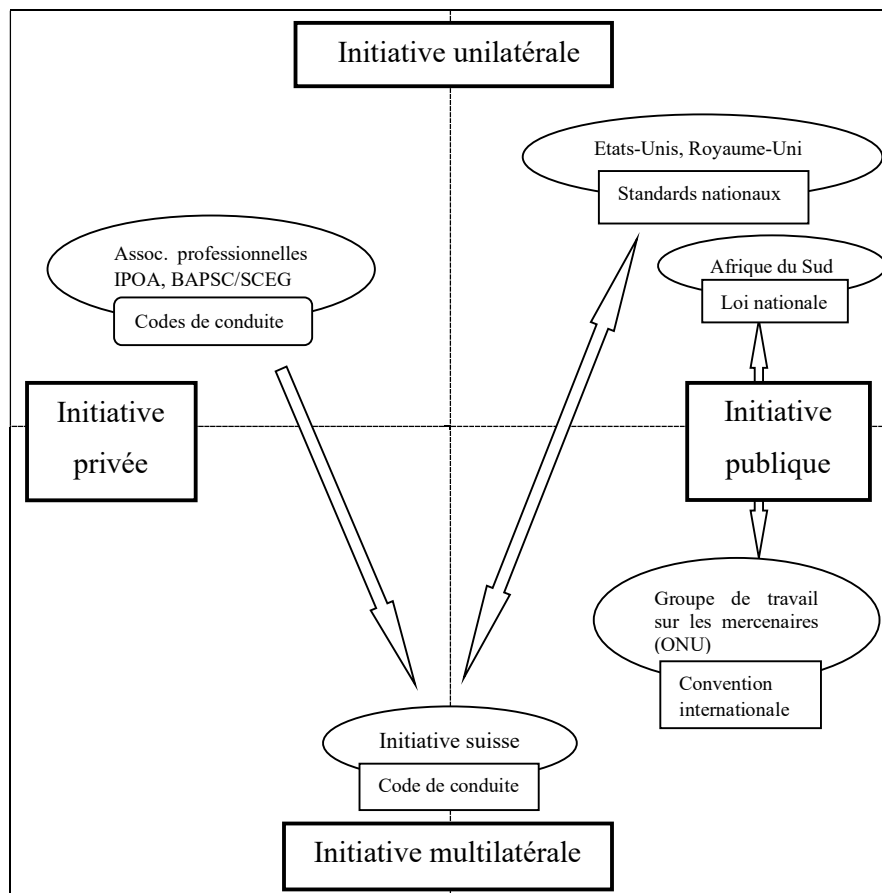 Initiative unilatérale
Etats-Unis, Royaume-Uni
Standards nationaux
Assoc. professionnelles
IPOA, BAPSC/SCEG
Codes de conduite
Afrique du Sud
Loi nationale
Initiative
privée
Initiative
publique
Groupe de travail
sur les mercenaires
(ONU)
Convention
internationale
Initiative suisse
Code de conduite
Initiative multilatérale